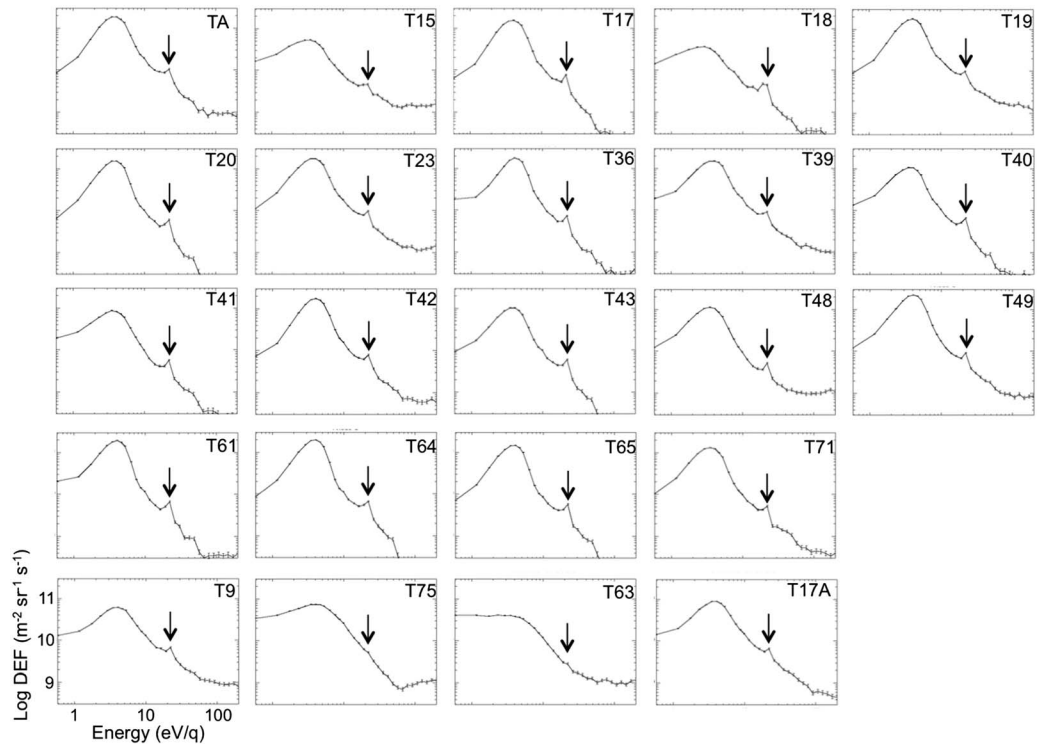 TA T15 T17 T18 T19
T20 T23 T36 T39 T40
T41 T42 T43 T48 T49
T61 T64 T65 T71
T9 T75 T63 T17A
Log DEF (m-2 sr-1 s-1)
11
10
9
1 10 100
Energy (eV/q)